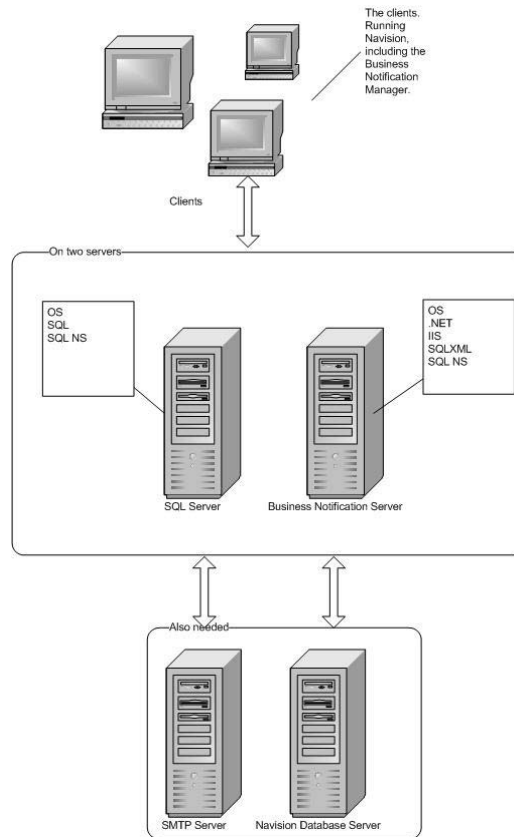 The clients.
Running
Navision,
including the
Business
Notification
Manager.
Clients
On two servers
OS
SQL
SQL NS
OS
.NET
IIS
SQLXML
SQL NS
SQL Server
Business Notification Server
Also needed
SMTP Server
Navision Database Server